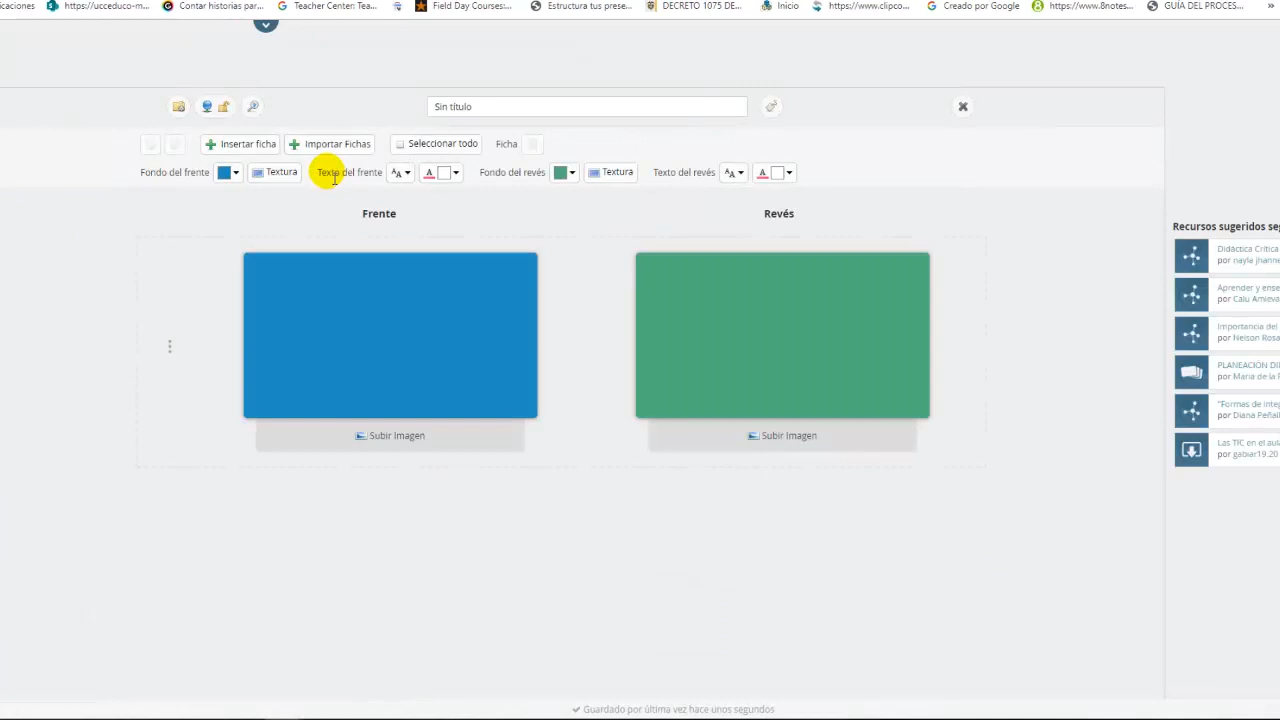 caciones
https://ucceduco-m...
Contar historias par...
Teacher Center: Tea...
Field Day Courses:...
Estructura tus prese...
DECRETO 1075 DE...
Inicio
https://www.clipco...
Creado por Google
https://www.8notes...
GUÍA DEL PROCES...
Sin título
Insertar ficha
Importar Fichas
Seleccionar todo
Ficha
Fondo del frente
Textura
Texto del frente
Fondo del revés
Textura
Texto del revés
Frente
Revés
Subir Imagen
Subir Imagen
Recursos sugeridos seg
Didáctica Crítica
por nayla jhanne
Aprender y ense
por Calu Amieva
Importancia del
por Nelson Rosa
PLANEACIÓN DI
por Maria de la
"Formas de integ
por Diana Peñail
Las TIC en el aula
por gabiar19.20
Guardado por última vez hace unos segundos